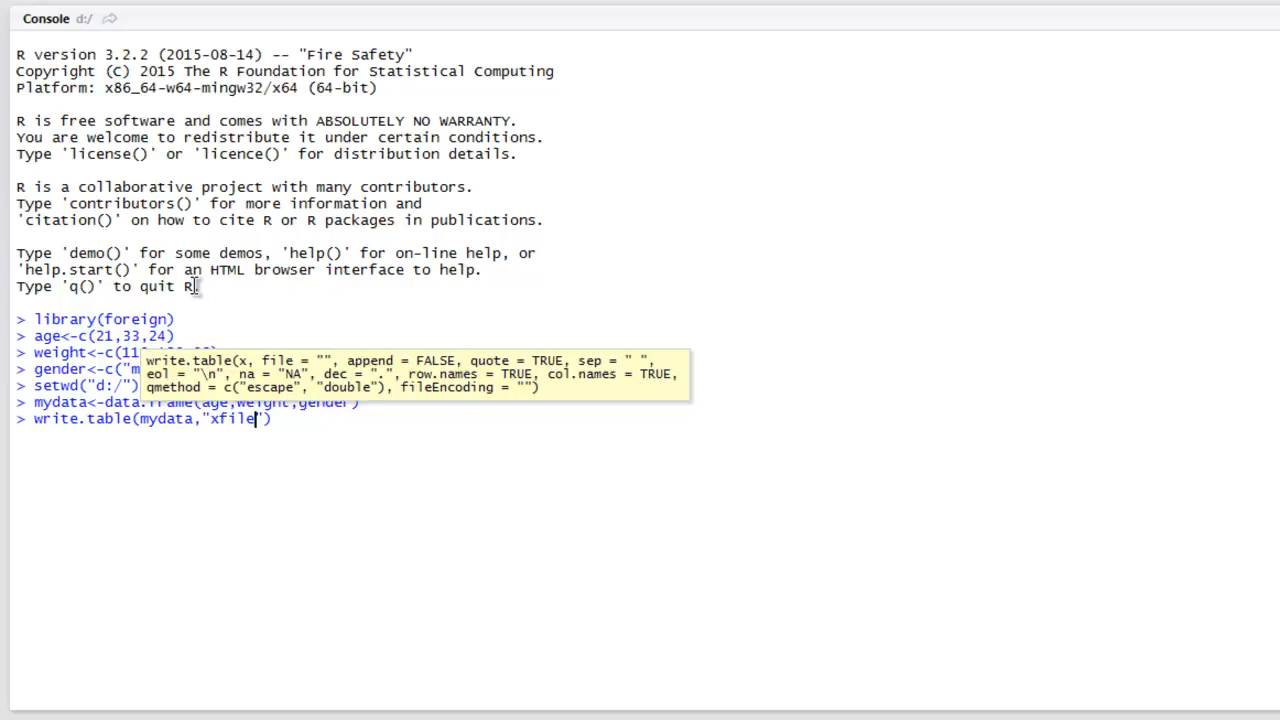 Console d:/
R version 3.2.2 (2015-08-14) -- "Fire Safety"
Copyright (C) 2015 The R Foundation for Statistical Computing
Platform: x86_64-w64-mingw32/x64 (64-bit)
R is free software and comes with ABSOLUTELY NO WARRANTY.
You are welcome to redistribute it under certain conditions.
Type 'license()' or 'licence()' for distribution details.
R is a collaborative project with many contributors.
Type 'contributors()' for more information and
'citation()' on how to cite R or R packages in publications.
Type 'demo()' for some demos, 'help()' for on-line help, or
'help.start()' for an HTML browser interface to help.
Type 'q()' to quit R.
> library(foreign)
> age<-c(21,33,24)
> weight<-c(11
> gender<-c("m
> setwd("d:/")
write.table(x, file = "", append = FALSE, quote = TRUE, sep = " ",
eol = "\n", na = "NA", dec = ".", row.names = TRUE, col.names = TRUE,
qmethod = c("escape", "double"), fileEncoding = "")
> mydata<-data.frame(age,weight,gender)
> write.table(mydata,"xfile")